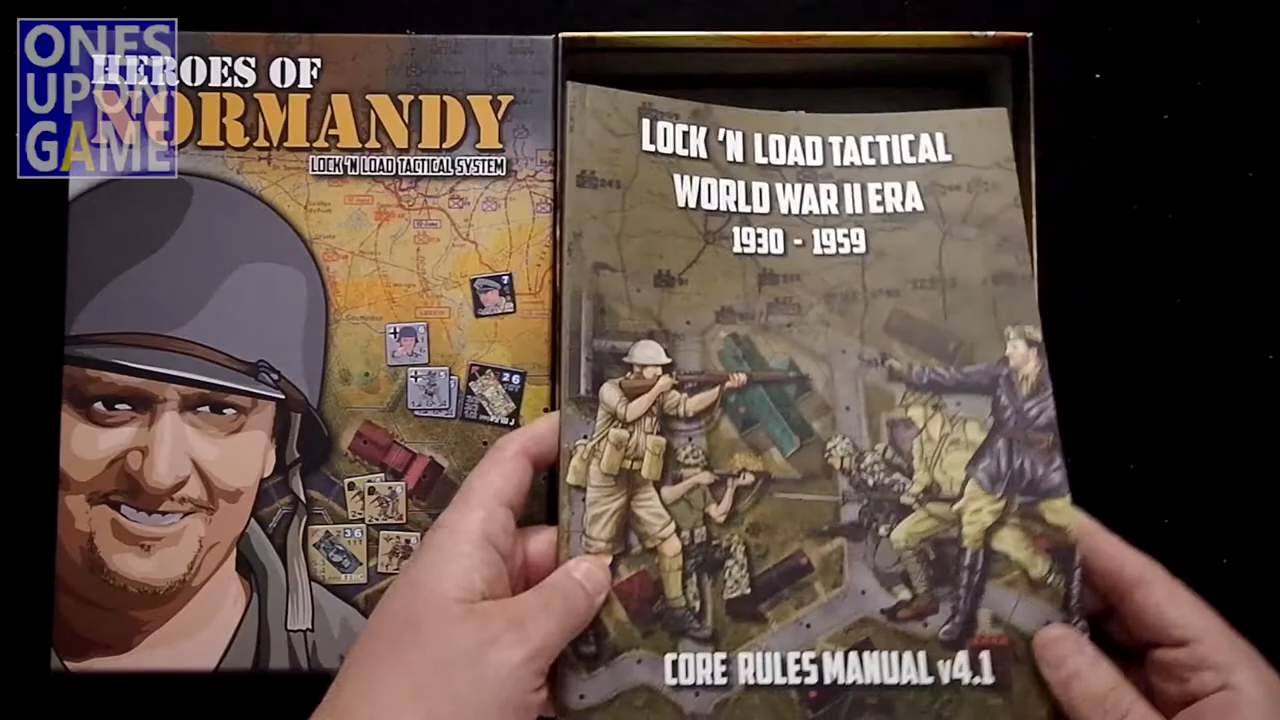 ONES
UPON
GAME
HEROES OF
NORMANDY
LOCK 'N LOAD TACTICAL SYSTEM
LOCK 'N LOAD TACTICAL
WORLD WAR II ERA
1930 - 1959
CORE RULES MANUAL v4.1